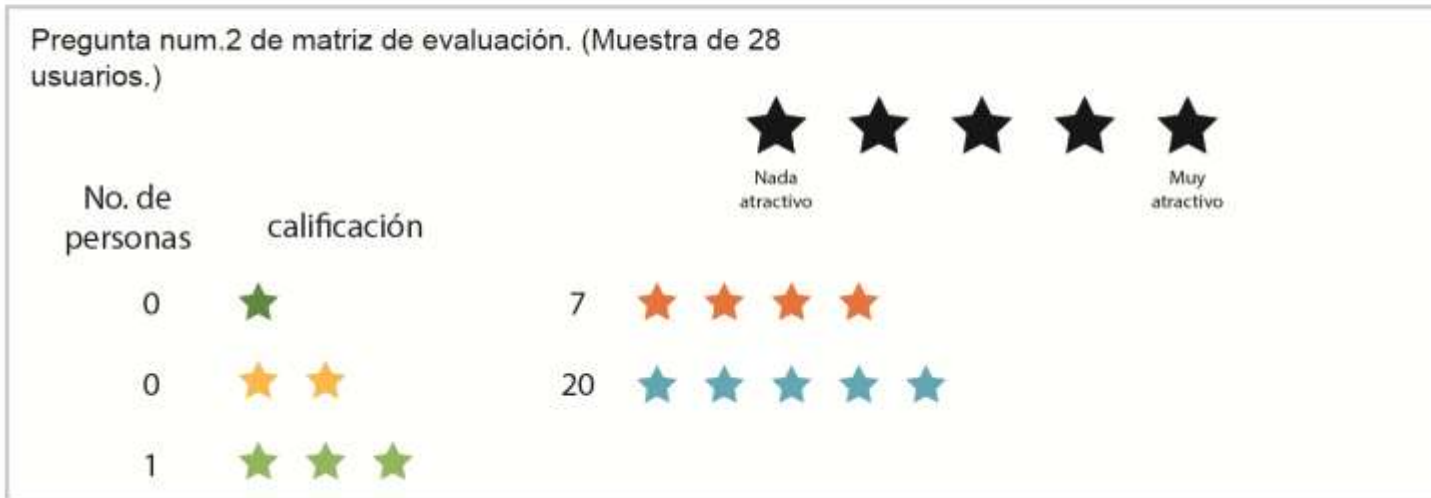 Pregunta num.2 de matriz de evaluación. (Muestra de 28
usuarios.)
Nada
atractivo
Muy
atractivo
No. de
personas
calificación
0
7
0
20
1